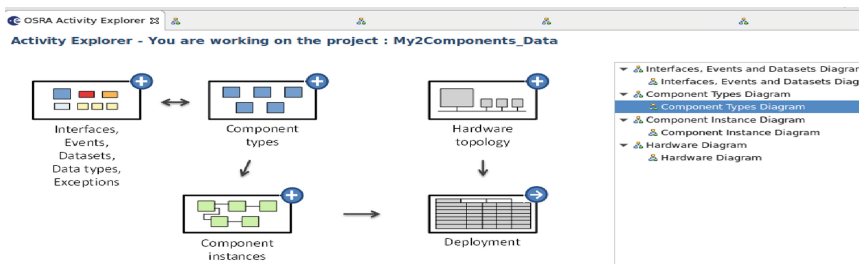 OSRA Activity Explorer
Activity Explorer - You are working on the project : My2Components_Data
Interfaces,
Events,
Datasets,
Data types,
Exceptions
Component
types
Hardware
topology
Component
instances
Deployment
Interfaces, Events and Datasets Diagram
Interfaces, Events and Datasets Diag
Component Types Diagram
Component Types Diagram
Component Instance Diagram
Component Instance Diagram
Hardware Diagram
Hardware Diagram